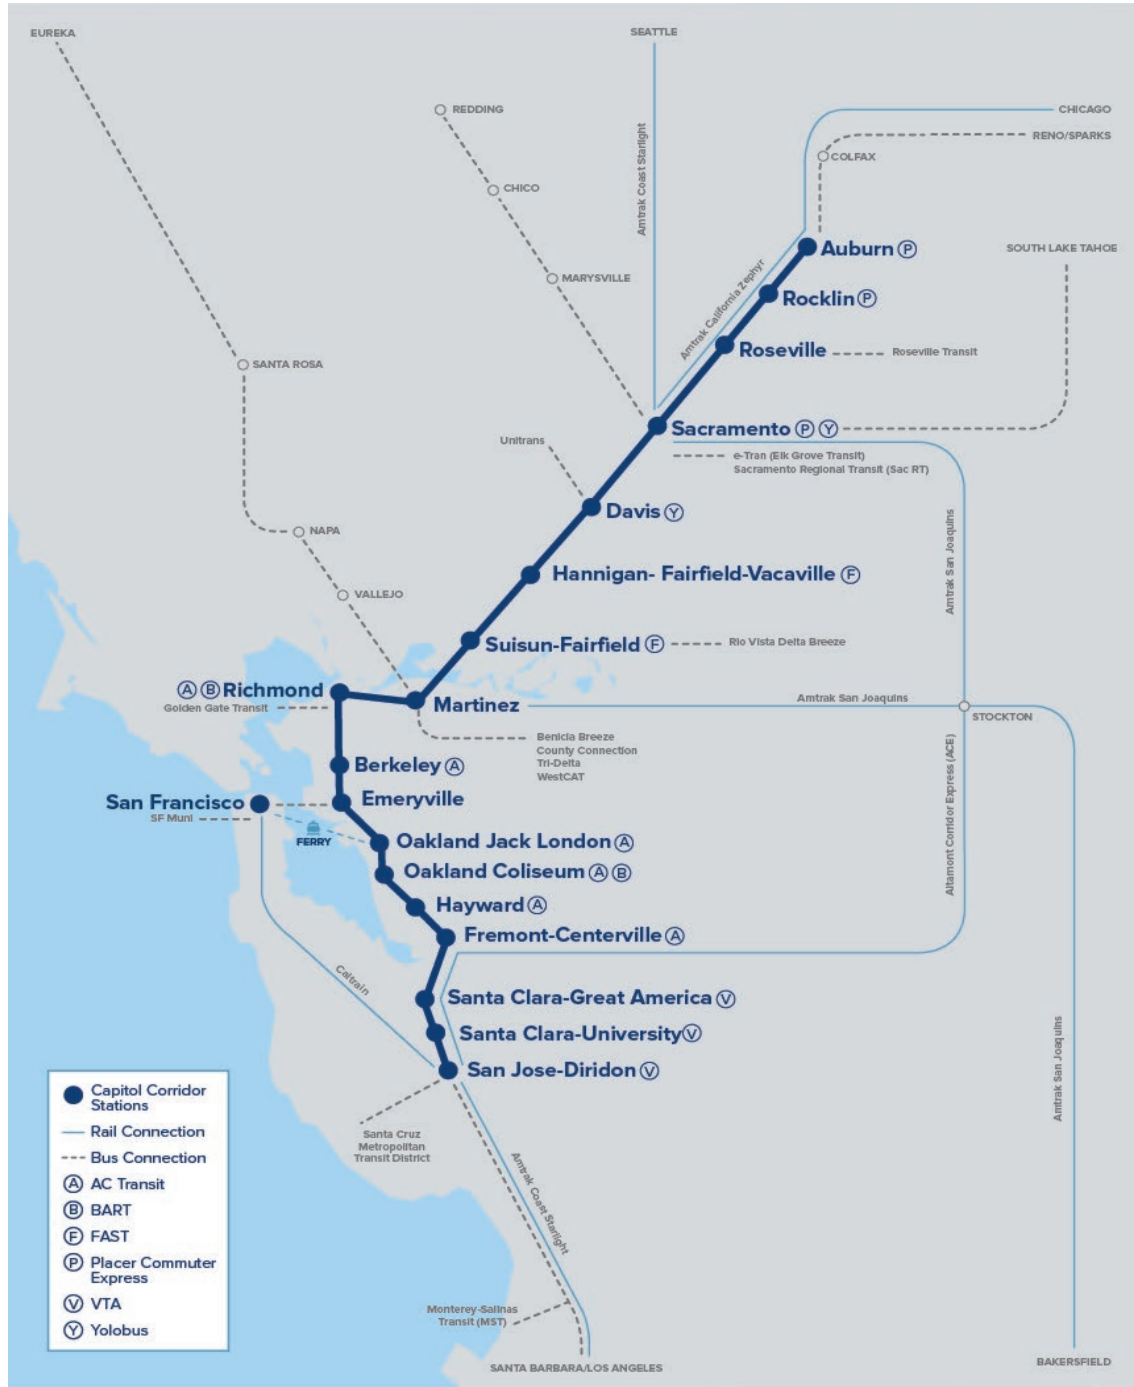 EUREKA
SEATTLE
REDDING
CHICAGO
RENO/SPARKS
COLFAX
CHICO
Amtrak Coast Starlight
Auburn P
SOUTH LAKE TAHOE
MARYSVILLE
Amtrak California Zephyr
Rocklin P
Roseville
Roseville Transit
SANTA ROSA
Sacramento P Y
Unitrans
e-Tran (Elk Grove Transit)
Sacramento Regional Transit (Sac RT)
Davis Y
NAPA
Amtrak San Joaquins
Hannigan- Fairfield-Vacaville F
VALLEJO
Suisun-Fairfield F
Rio Vista Delta Breeze
A B Richmond
Golden Gate Transit
Martinez
Amtrak San Joaquins
STOCKTON
Benicia Breeze
County Connection
Tri-Delta
WestCAT
Berkeley A
San Francisco
SF Muni
Emeryville
FERRY
Oakland Jack London A
Altamont Corridor Express (ACE)
Oakland Coliseum A B
Hayward A
Fremont-Centerville A
Caltrain
Santa Clara-Great America V
Santa Clara-University V
San Jose-Diridon V
Amtrak San Joaquins
Santa Cruz
Metropolitan
Transit District
Amtrak Coast Starlight
Monterey-Salinas
Transit (MST)
SANTA BARBARA/LOS ANGELES
BAKERSFIELD
Capitol Corridor
Stations
Rail Connection
Bus Connection
A AC Transit
B BART
F FAST
P Placer Commuter
Express
V VTA
Y Yolobus